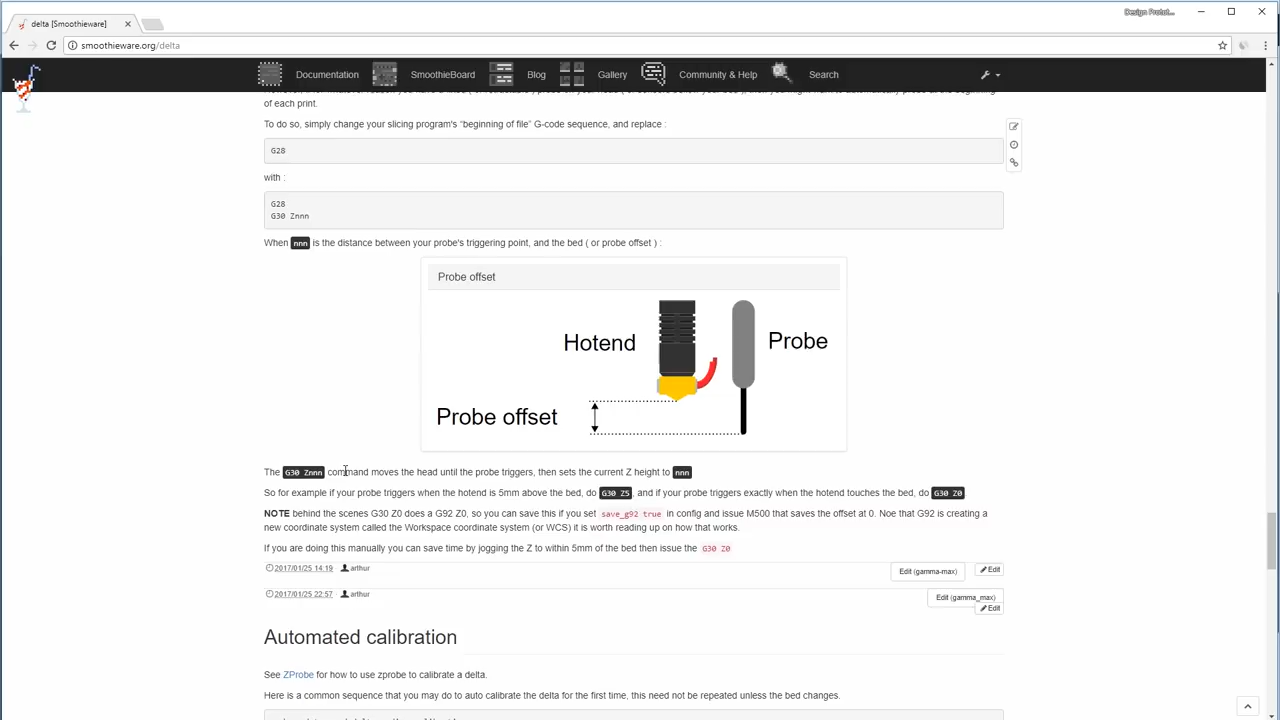 delta [Smoothieware]
smoothieware.org/delta
Documentation SmoothieBoard Blog Gallery Community & Help Search
of each print.
To do so, simply change your slicing program's "beginning of file" G-code sequence, and replace :
G28
with :
G28
G30 Znnn
When nnn is the distance between your probe's triggering point, and the bed ( or probe offset ) :
Probe offset
Hotend
Probe
Probe offset
The G30 Znnn command moves the head until the probe triggers, then sets the current Z height to nnn
So for example if your probe triggers when the hotend is 5mm above the bed, do G30 Z5, and if your probe triggers exactly when the hotend touches the bed, do G30 Z0
NOTE behind the scenes G30 Z0 does a G92 Z0, so you can save this if you set save_g92 true in config and issue M500 that saves the offset at 0. Noe that G92 is creating a
new coordinate system called the Workspace coordinate system (or WCS) it is worth reading up on how that works.
If you are doing this manually you can save time by jogging the Z to within 5mm of the bed then issue the G30 Z0
2017/01/25 14:19 · arthur Edit (gamma-max) Edit
2017/01/25 22:57 · arthur Edit (gamma_max)
Edit
Automated calibration
See ZProbe for how to use zprobe to calibrate a delta.
Here is a common sequence that you may do to auto calibrate the delta for the first time, this need not be repeated unless the bed changes.